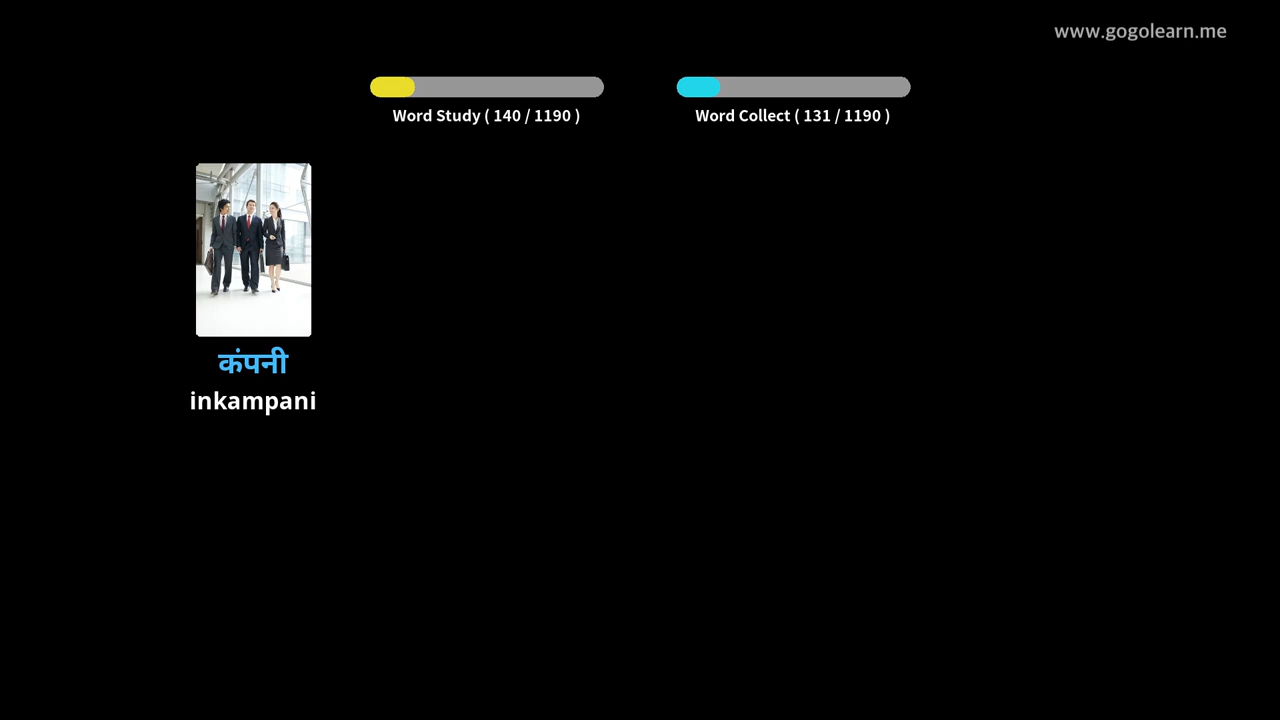 www.gogolearn.me
Word Study ( 140 / 1190 )
Word Collect ( 131 / 1190 )
कंपनी
inkampani